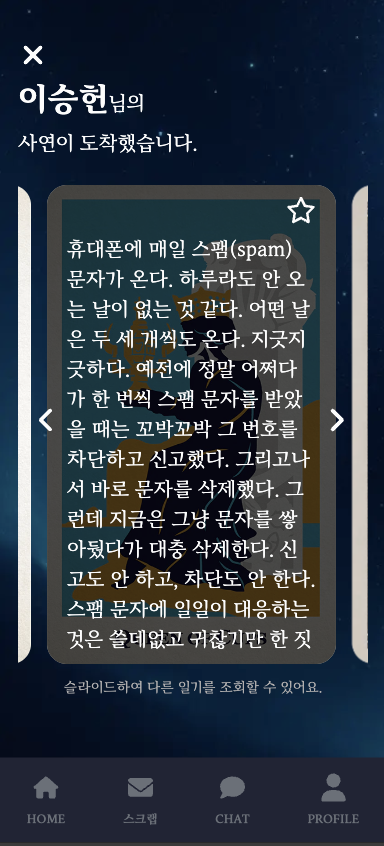 이승헌님의
사연이 도착했습니다.
휴대폰에 매일 스팸(spam)
문자가 온다. 하루라도 안 오
는 날이 없는 것 같다. 어떤 날
은 두 세 개씩도 온다. 지긋지
긋하다. 예전에 정말 어쩌다
가 한 번씩 스팸 문자를 받았
을 때는 꼬박꼬박 그 번호를
차단하고 신고했다. 그리고나
서 바로 문자를 삭제했다. 그
런데 지금은 그냥 문자를 쌓
아뒀다가 대충 삭제한다. 신
고도 안 하고, 차단도 안 한다.
스팸 문자에 일일이 대응하는
것은 쓸데없고 귀찮기만 한 짓
슬라이드하여 다른 일기를 조회할 수 있어요.
HOME
스크랩
CHAT
PROFILE